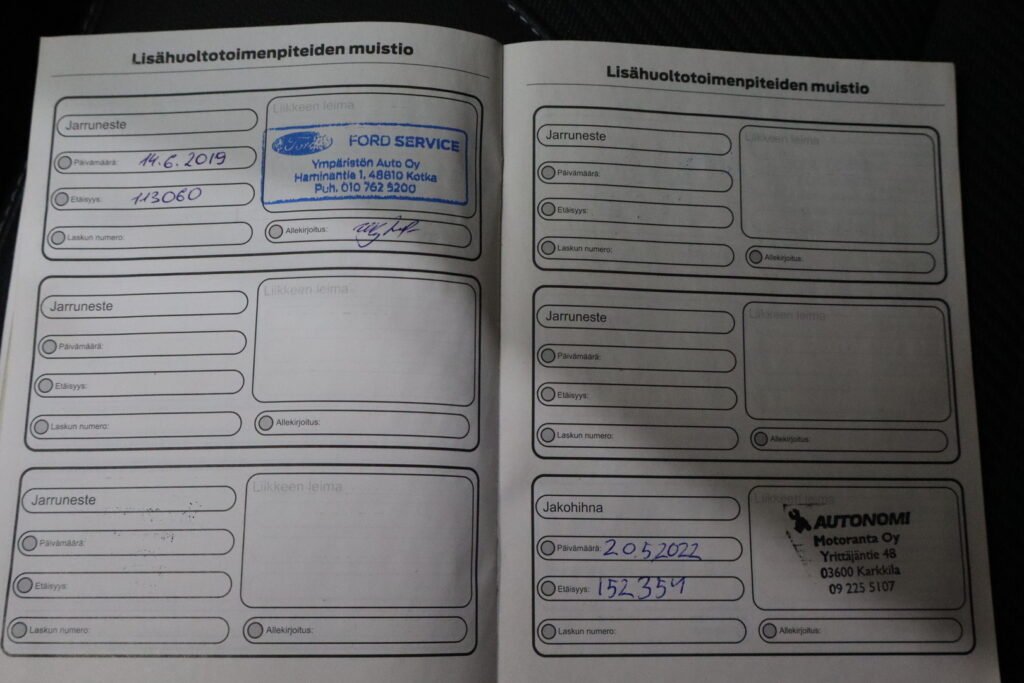 Lisähuoltotoimenpiteiden muistio
Jarruneste
Päivämäärä: 14.6.2019
Etäisyys: 113060
Laskun numero:
Liikkeen leima
Ford
FORD SERVICE
Ympäristön Auto Oy
Haminantie 1, 48810 Kotka
Puh. 010 762 5200
Allekirjoitus:
Jarruneste
Päivämäärä:
Etäisyys:
Laskun numero:
Liikkeen leima
Allekirjoitus:
Jarruneste
Päivämäärä:
Etäisyys:
Laskun numero:
Liikkeen leima
Allekirjoitus:
Lisähuoltotoimenpiteiden muistio
Jarruneste
Päivämäärä:
Etäisyys:
Laskun numero:
Liikkeen leima
Allekirjoitus:
Jarruneste
Päivämäärä:
Etäisyys:
Laskun numero:
Liikkeen leima
Allekirjoitus:
Jakohihna
Päivämäärä: 20.5.2022
Etäisyys: 152354
Laskun numero:
Liikkeen leima
AUTONOMI
Motoranta Oy
Yrittäjäntie 48
03600 Karkkila
09 225 5107
Allekirjoitus: